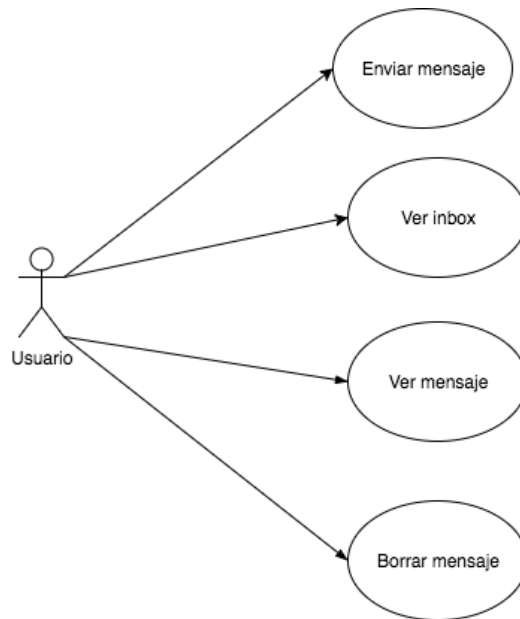 Enviar mensaje
Ver inbox
Usuario
Ver mensaje
Borrar mensaje